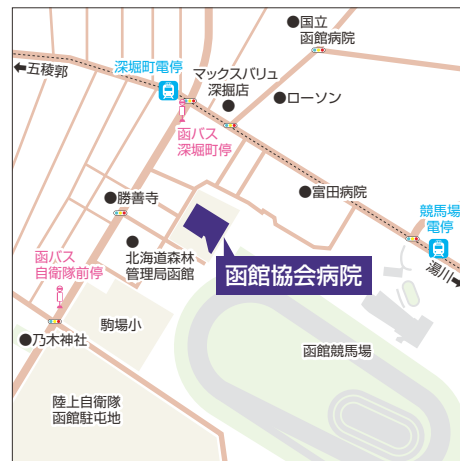 ●国立
函館病院
←五稜郭
深堀町電停
マックスバリュ
深掘店
●ローソン
函バス
深堀町停
●勝善寺
●富田病院
競馬場
電停
湯川→
函バス
自衛隊前停
北海道森林
管理局函館
函館協会病院
駒場小
●乃木神社
函館競馬場
陸上自衛隊
函館駐屯地